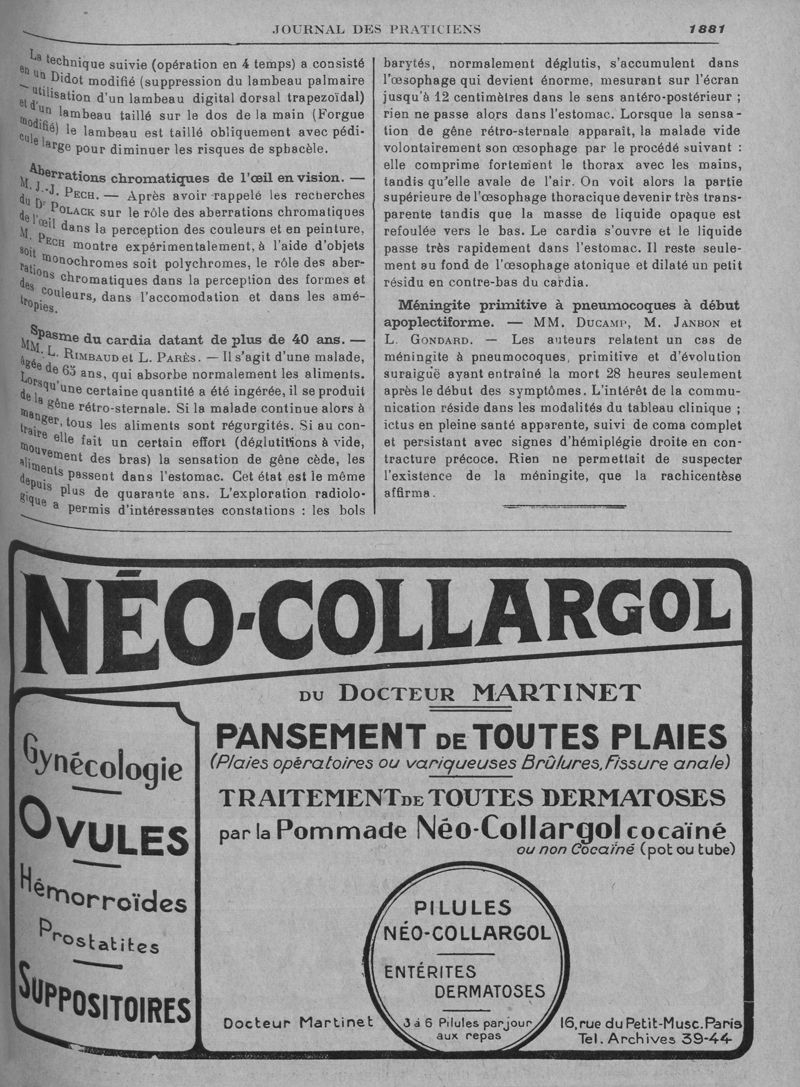 JOURNAL DES PRATICIENS
1881
La technique suivie (opération en 4 temps) a consisté
en un Didot modifié (suppression du lambeau palmaire
— utilisation d'un lambeau digital dorsal trapezoïdal)
et d'un lambeau taillé sur le dos de la main (Forgue
modifié) le lambeau est taillé obliquement avec pédi-
cule large pour diminuer les risques de sphacèle.
Aberrations chromatiques de l'œil en vision. —
M. J.-J. PECH. — Après avoir rappelé les recherches
du Dr POLACK sur le rôle des aberrations chromatiques
de l'œil dans la perception des couleurs et en peinture,
M. PECH montre expérimentalement, à l'aide d'objets
soit monochromes soit polychromes, le rôle des aber-
rations chromatiques dans la perception des formes et
des couleurs, dans l'accomodation et dans les amé-
tropies.
Spasme du cardia datant de plus de 40 ans. —
MM. L. RIMBAUD et L. PARÈS. — Il s'agit d'une malade,
âgée de 63 ans, qui absorbe normalement les aliments.
Lorsqu'une certaine quantité a été ingérée, il se produit
de la gêne rétro-sternale. Si la malade continue alors à
manger, tous les aliments sont régurgités. Si au con-
traire elle fait un certain effort (déglutitions à vide,
mouvement des bras) la sensation de gêne cède, les
aliments passent dans l'estomac. Cet état est le même
depuis plus de quarante ans. L'exploration radiolo-
gique a permis d'intéressantes constations : les bols
barytés, normalement déglutis, s'accumulent dans
l'œsophage qui devient énorme, mesurant sur l'écran
jusqu'à 12 centimètres dans le sens antéro-postérieur ;
rien ne passe alors dans l'estomac. Lorsque la sensa-
tion de gêne rétro-sternale apparaît, la malade vide
volontairement son œsophage par le procédé suivant :
elle comprime fortement le thorax avec les mains,
tandis qu'elle avale de l'air. On voit alors la partie
supérieure de l'œsophage thoracique devenir très trans-
parente tandis que la masse de liquide opaque est
refoulée vers le bas. Le cardia s'ouvre et le liquide
passe très rapidement dans l'estomac. Il reste seule-
ment au fond de l'œsophage atonique et dilaté un petit
résidu en contre-bas du cardia.
Méningite primitive à pneumocoques à début
apoplectiforme. — MM. DUCAMP, M. JANBON et
L. GONDARD. — Les auteurs relatent un cas de
méningite à pneumocoques, primitive et d'évolution
suraiguë ayant entraîné la mort 28 heures seulement
après le début des symptômes. L'intérêt de la commu-
nication réside dans les modalités du tableau clinique ;
ictus en pleine santé apparente, suivi de coma complet
et persistant avec signes d'hémiplégie droite en con-
tracture précoce. Rien ne permettait de suspecter
l'existence de la méningite, que la rachicentèse
affirma.
NÉO-COLLARGOL
DU DOCTEUR MARTINET
PANSEMENT DE TOUTES PLAIES
(Plaies opératoires ou variqueuses Brûlures, Fissure anale)
TRAITEMENT DE TOUTES DERMATOSES
par la Pommade Néo-Collargol cocaïné
ou non Cocaïné (pot ou tube)
Gynécologie
OVULES
Hémorroïdes
Prostatites
SUPPOSITOIRES
PILULES
NÉO-COLLARGOL
ENTÉRITES
DERMATOSES
3 à 6 Pilules par jour
aux repas
Docteur Martinet
16, rue du Petit-Musc. Paris
Tel. Archives 39-44